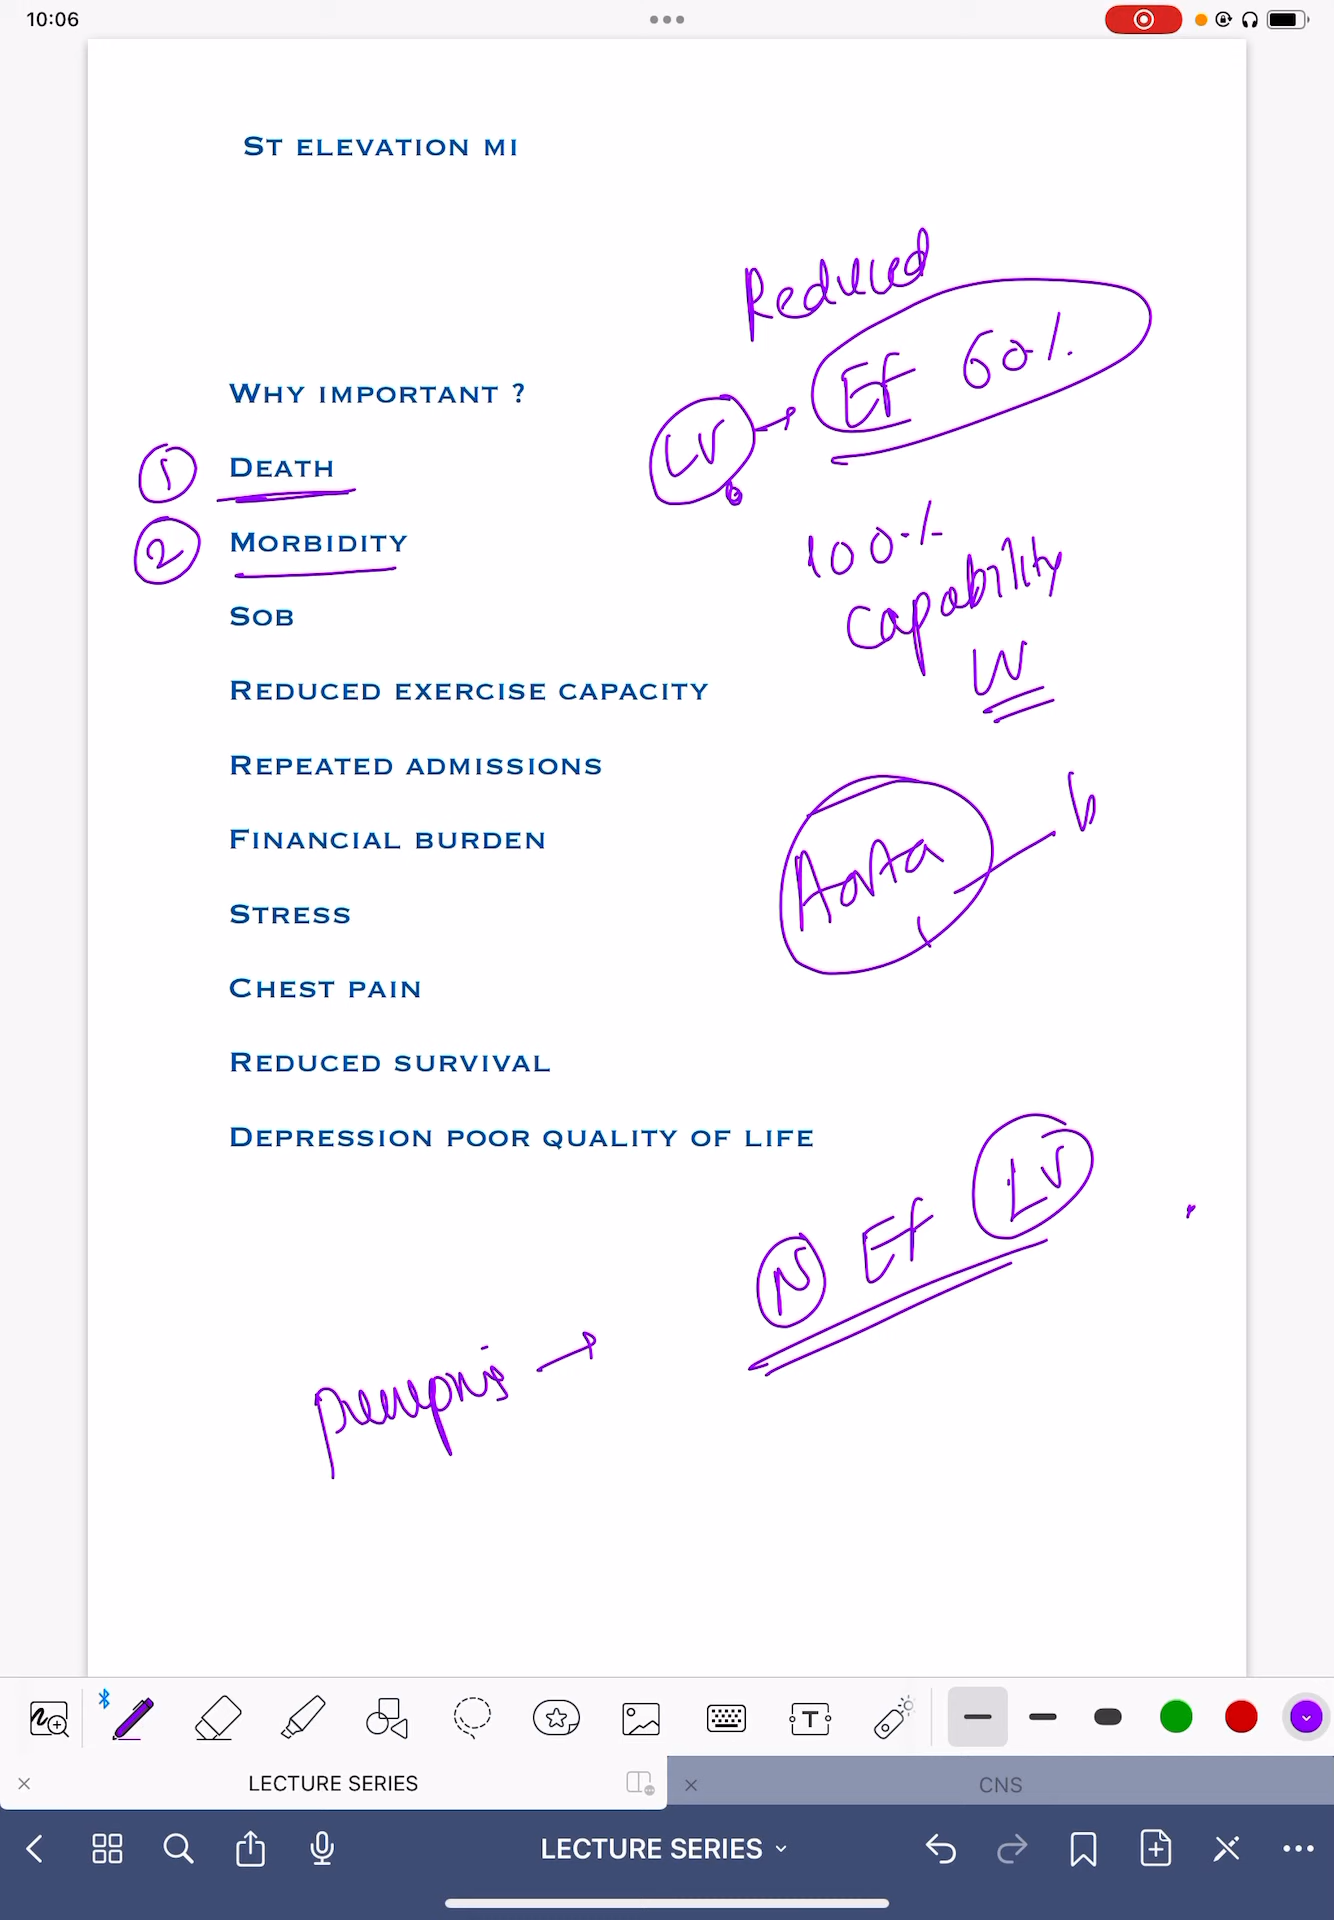 10:06
ST ELEVATION MI
Reduced
EF 60%
WHY IMPORTANT ?
LV
1 DEATH
100%
2 MORBIDITY
Capability
SOB
LV
REDUCED EXERCISE CAPACITY
REPEATED ADMISSIONS
FINANCIAL BURDEN
Aorta
STRESS
CHEST PAIN
REDUCED SURVIVAL
DEPRESSION POOR QUALITY OF LIFE
N EF LV
LECTURE SERIES
CNS
LECTURE SERIES